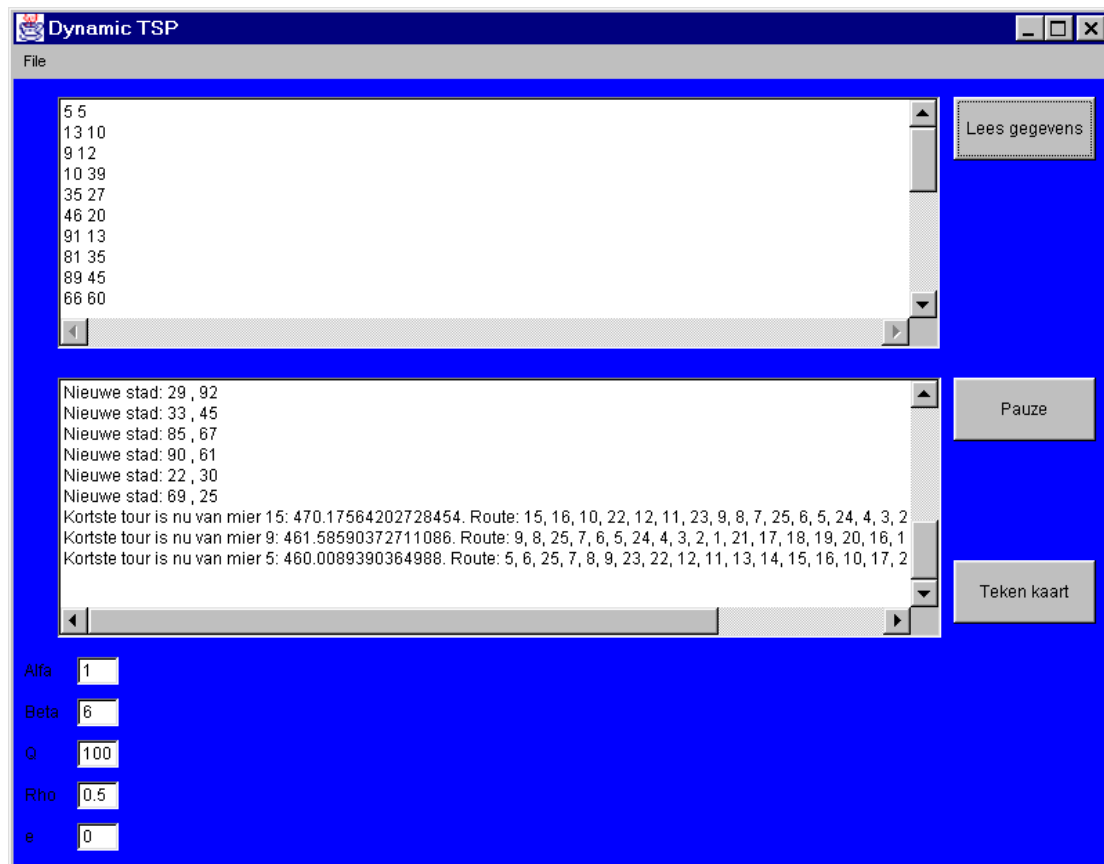 Dynamic TSP
File
5 5
13 10
9 12
10 39
35 27
46 20
91 13
81 35
89 45
66 60
Lees gegevens
Nieuwe stad: 29 , 92
Nieuwe stad: 33 , 45
Nieuwe stad: 85 , 67
Nieuwe stad: 90 , 61
Nieuwe stad: 22 , 30
Nieuwe stad: 69 , 25
Kortste tour is nu van mier 15: 470.17564202728454. Route: 15, 16, 10, 22, 12, 11, 23, 9, 8, 7, 25, 6, 5, 24, 4, 3, 2
Kortste tour is nu van mier 9: 461.58590372711086. Route: 9, 8, 25, 7, 6, 5, 24, 4, 3, 2, 1, 21, 17, 18, 19, 20, 16, 1
Kortste tour is nu van mier 5: 460.0089390364988. Route: 5, 6, 25, 7, 8, 9, 23, 22, 12, 11, 13, 14, 15, 16, 10, 17, 2
Pauze
Teken kaart
Alfa 1
Beta 6
Q 100
Rho 0.5
e 0